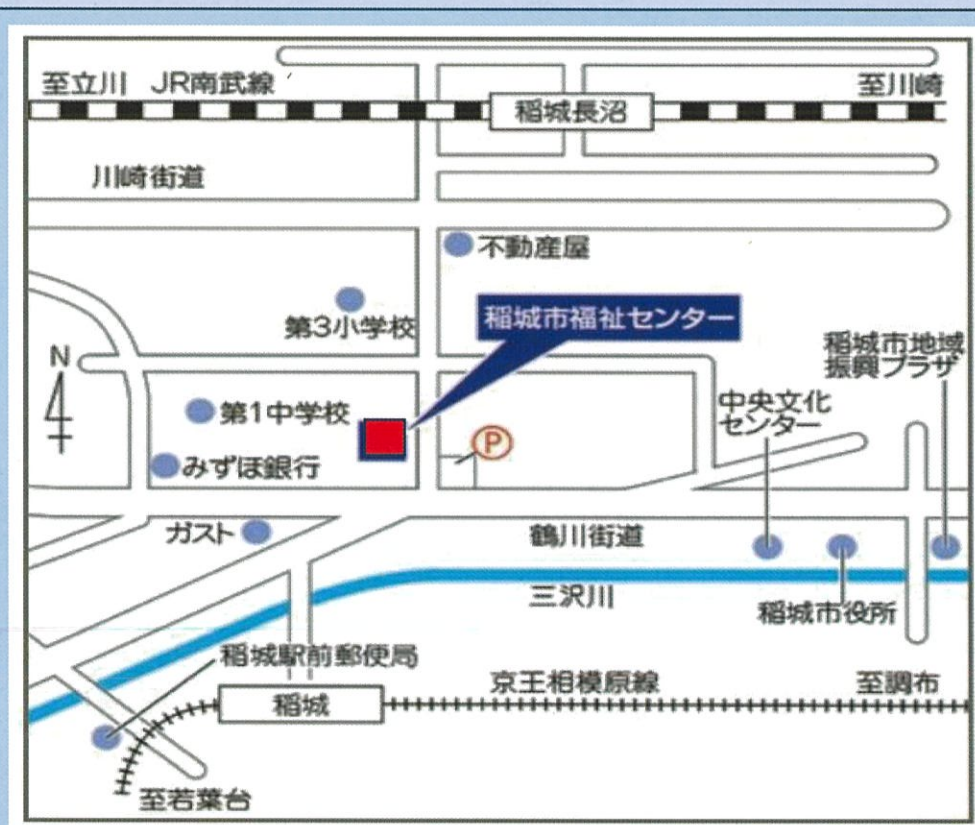 至立川 JR南武線
至川崎
稲城長沼
川崎街道
不動産屋
第3小学校
稲城市福祉センター
稲城市地域
振興プラザ
N
第1中学校
中央文化
センター
P
みずほ銀行
ガスト
鶴川街道
三沢川
稲城市役所
稲城駅前郵便局
京王相模原線
至調布
稲城
至若葉台